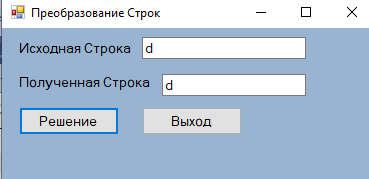 Преобразование Строк
Исходная Строка d
Полученная Строка d
Решение Выход